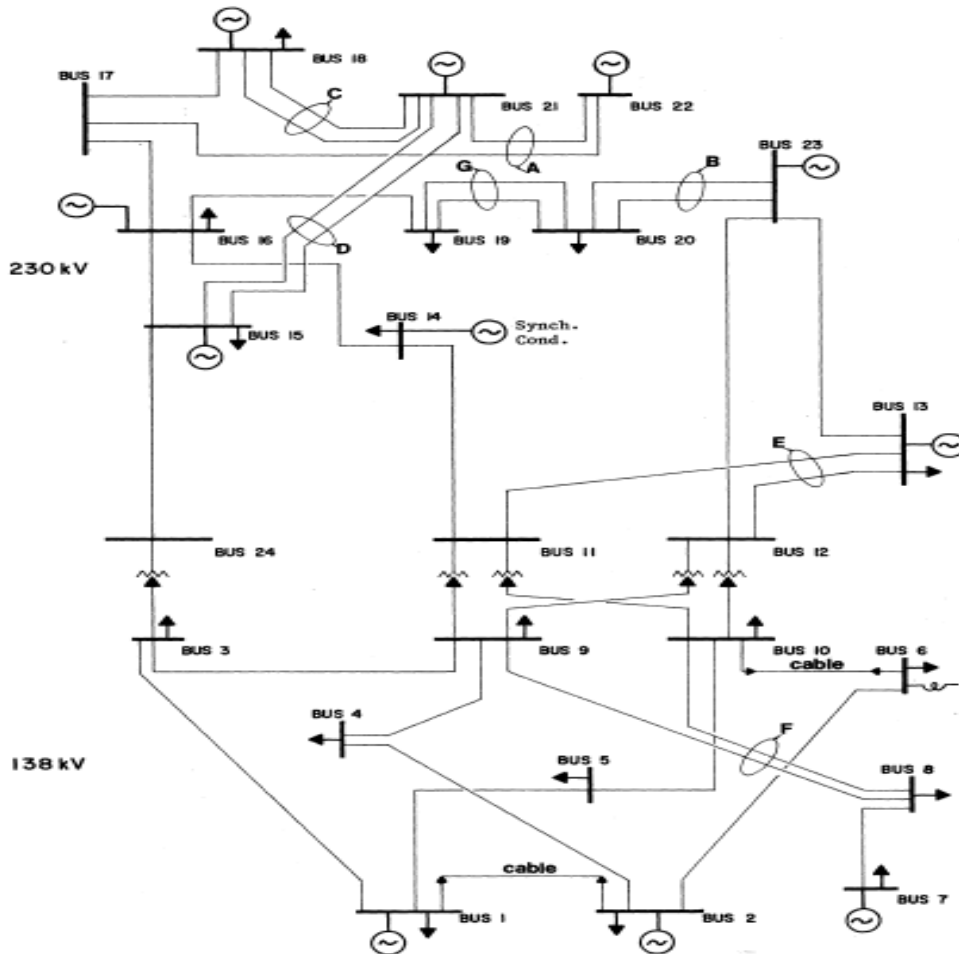 BUS 18
BUS 17
C
BUS 21
BUS 22
A
BUS 23
G
B
BUS 16
D
BUS 19
BUS 20
230 kV
BUS 15
BUS 14
Synch.
Cond.
BUS 13
E
BUS 24
BUS 11
BUS 12
BUS 3
BUS 9
BUS 10
BUS 6
cable
BUS 4
F
138 kV
BUS 5
BUS 8
cable
BUS 1
BUS 2
BUS 7